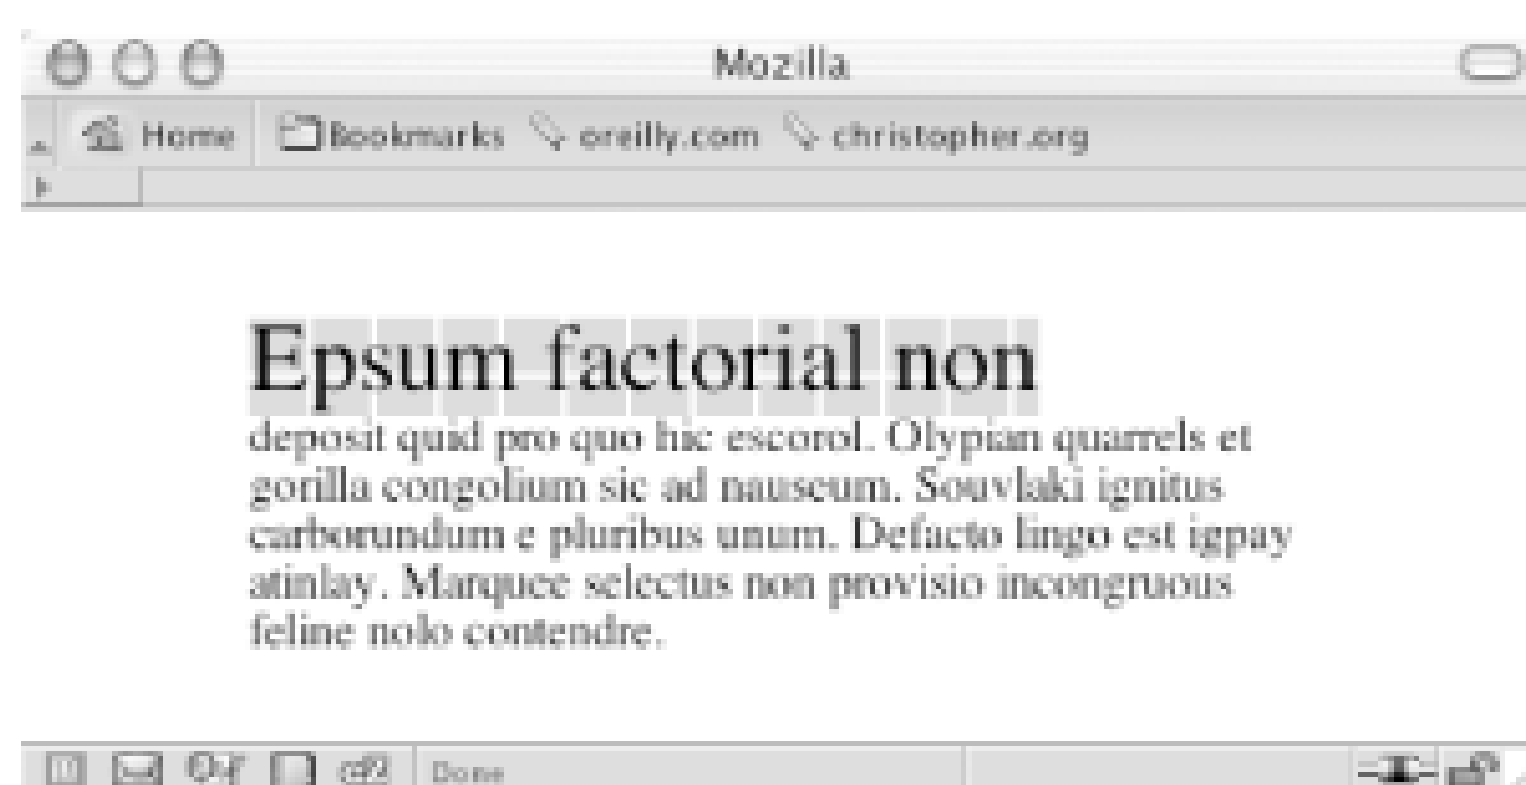 Mozilla
Home Bookmarks oreilly.com christopher.org
Epsum factorial non
deposit quid pro quo hic escorol. Olypian quarrels et
gorilla congolium sic ad nauseum. Souvlaki ignitus
carborundum e pluribus unum. Defacto lingo est igpay
atinlay. Marquee selectus non provisio incongruous
feline nolo contendre.
Done